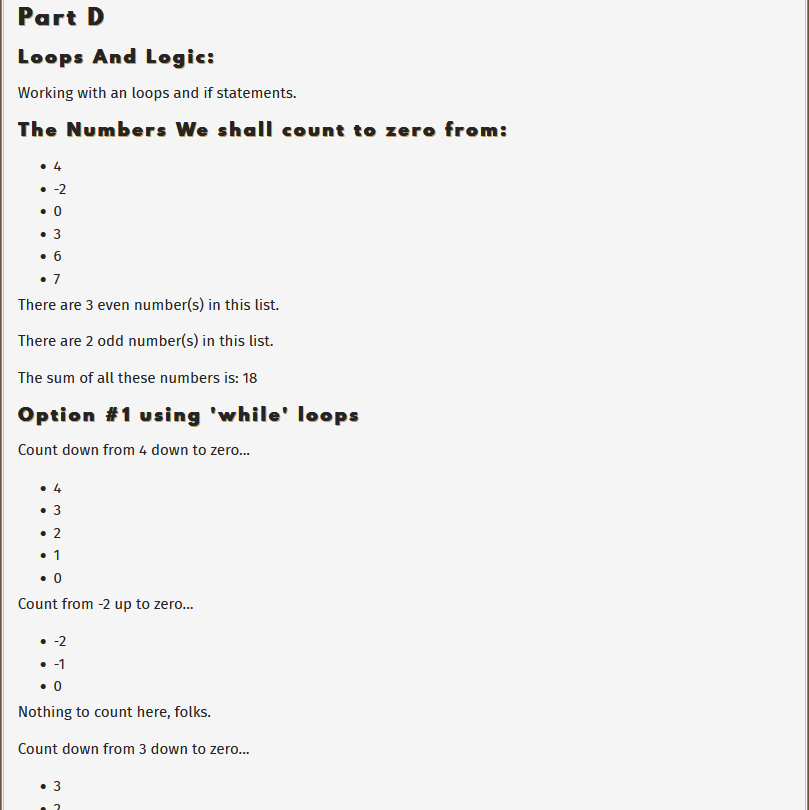 Part D
Loops And Logic:
Working with an loops and if statements.
The Numbers We shall count to zero from:
• 4
• -2
• 0
• 3
• 6
• 7
There are 3 even number(s) in this list.
There are 2 odd number(s) in this list.
The sum of all these numbers is: 18
Option #1 using 'while' loops
Count down from 4 down to zero...
• 4
• 3
• 2
• 1
• 0
Count from -2 up to zero...
• -2
• -1
• 0
Nothing to count here, folks.
Count down from 3 down to zero...
• 3
• 2